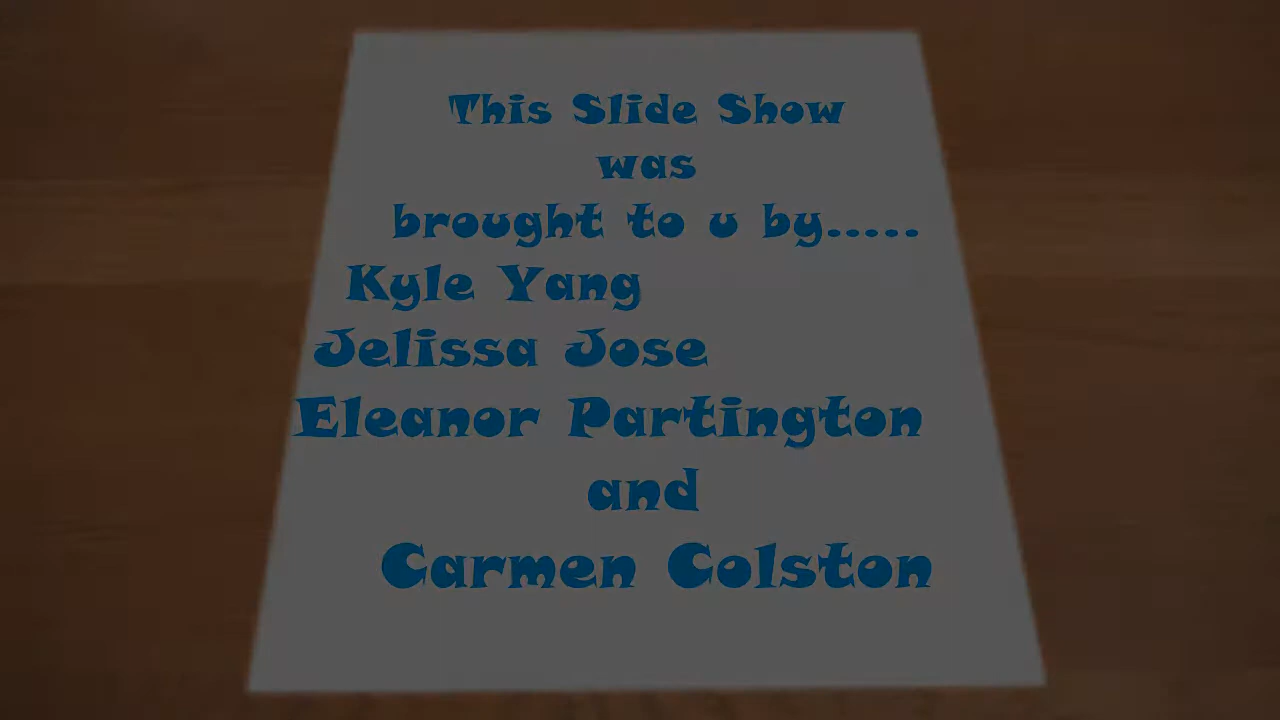 This Slide Show
was
brought to u by.....
Kyle Yang
Jelissa Jose
Eleanor Partington
and
Carmen Colston